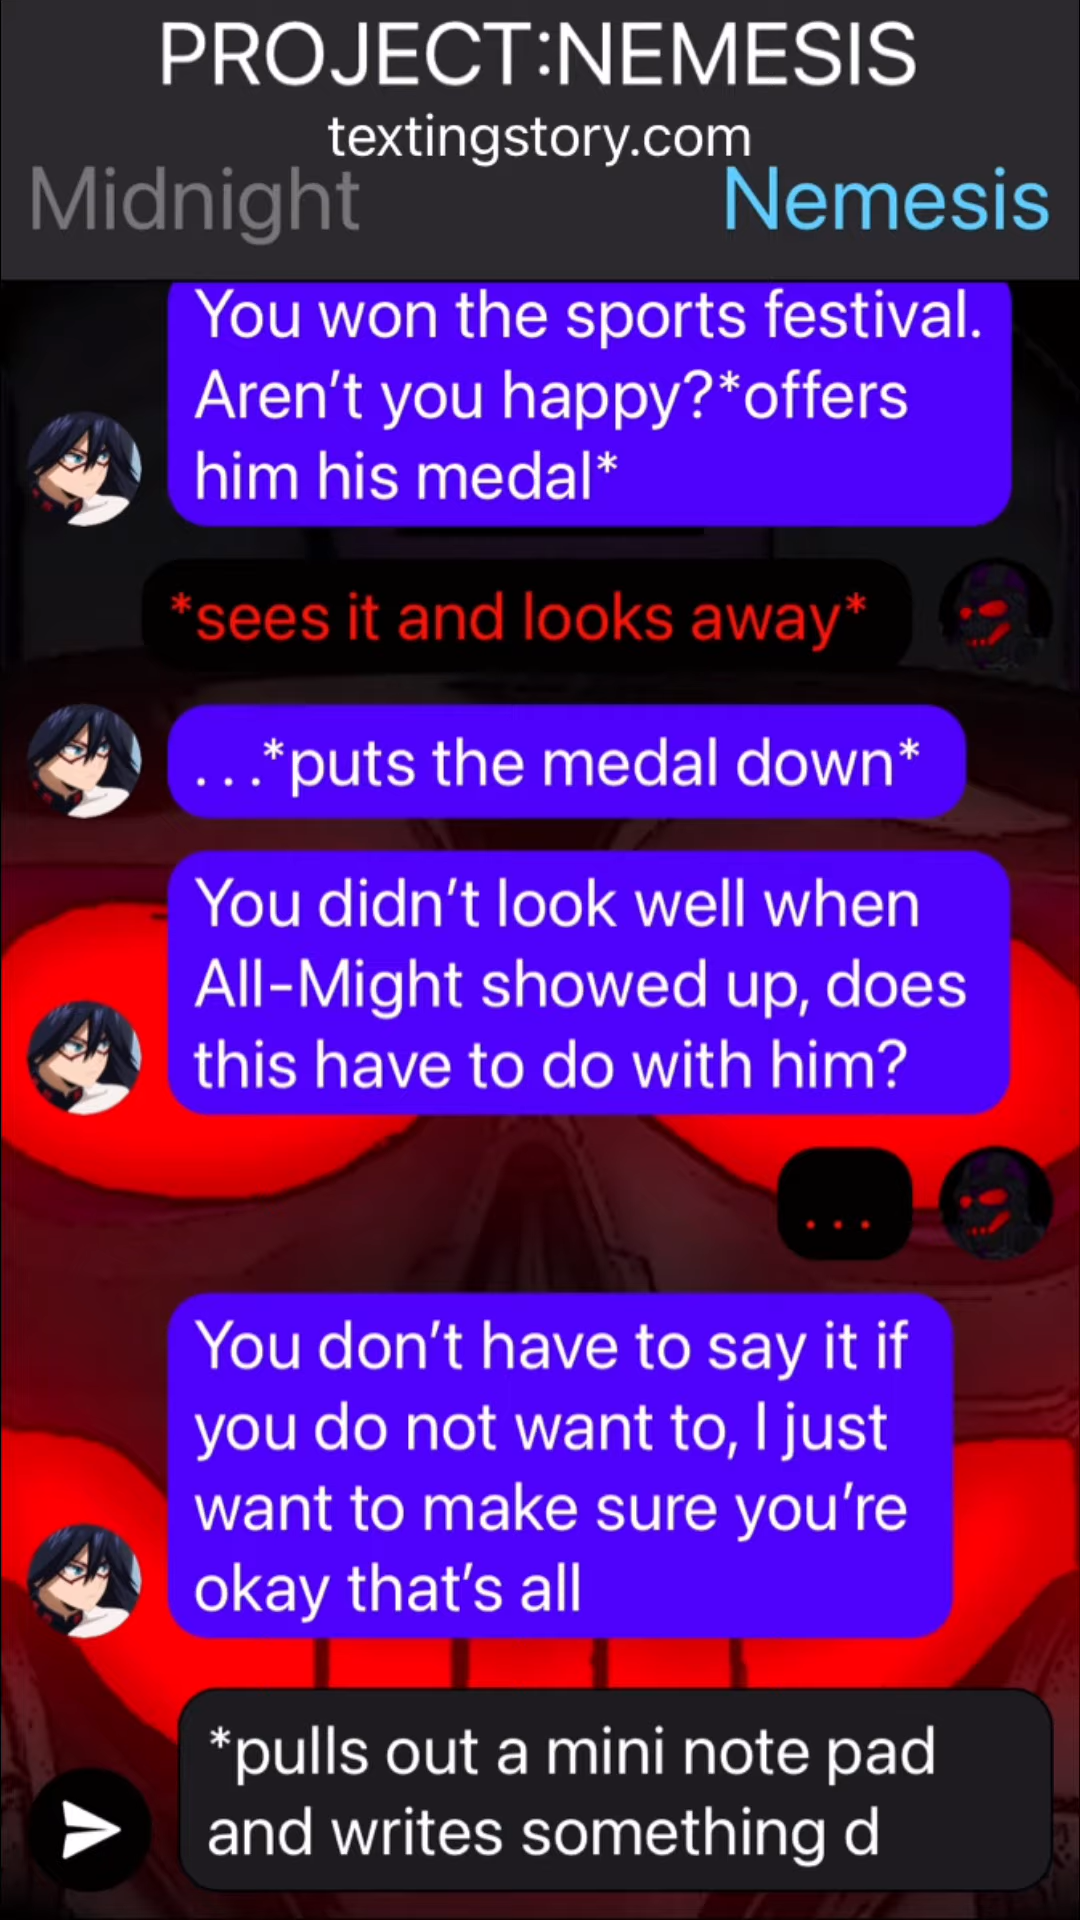 PROJECT:NEMESIS
textingstory.com
Midnight
Nemesis
You won the sports festival.
Aren’t you happy?*offers
him his medal*
*sees it and looks away*
...*puts the medal down*
You didn’t look well when
All-Might showed up, does
this have to do with him?
...
You don’t have to say it if
you do not want to, I just
want to make sure you’re
okay that’s all
*pulls out a mini note pad
and writes something d